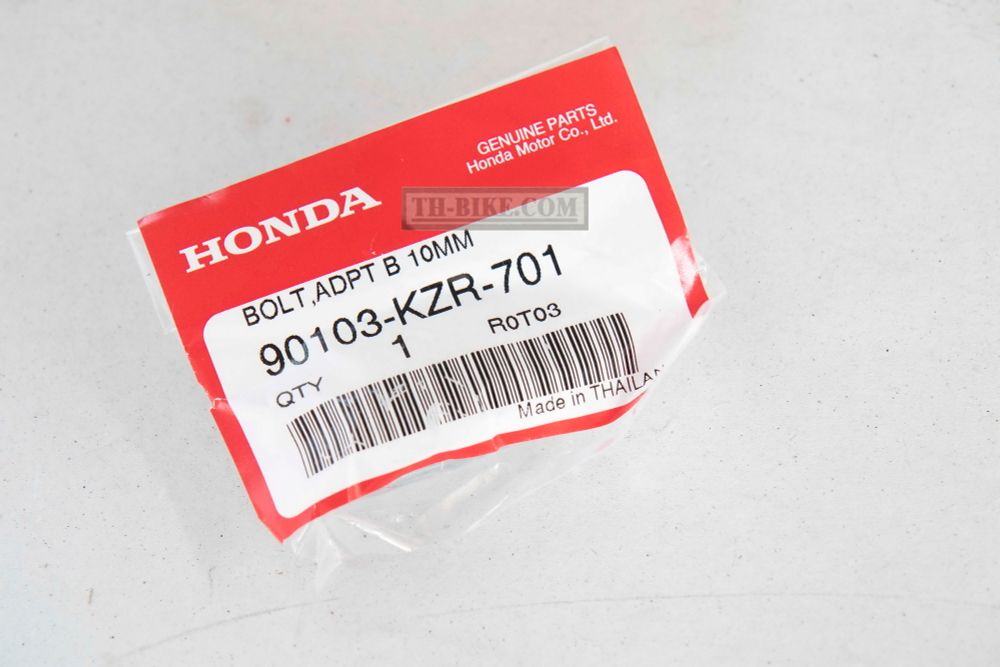 GENUINE PARTS
Honda Motor Co., Ltd.
HONDA
TH-BIKE.COM
BOLT,ADPT B 10MM
90103-KZR-701
QTY 1 R0T03
Made in THAILAN